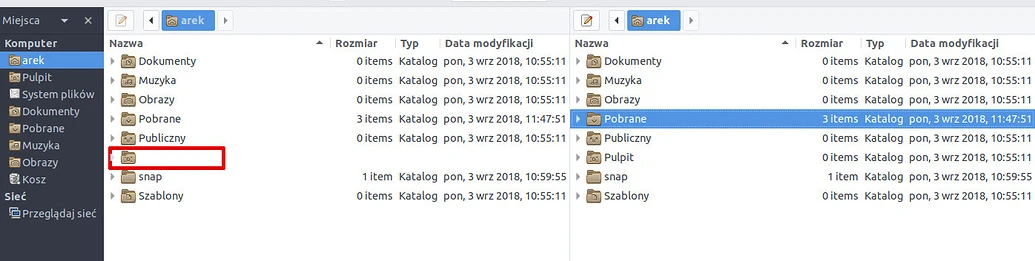 Miejsca
Komputer
arek
Pulpit
System plików
Dokumenty
Pobrane
Muzyka
Obrazy
Kosz
Sieć
Przeglądaj sieć
arek
Nazwa Rozmiar Typ Data modyfikacji
Dokumenty 0 items Katalog pon, 3 wrz 2018, 10:55:11
Muzyka 0 items Katalog pon, 3 wrz 2018, 10:55:11
Obrazy 0 items Katalog pon, 3 wrz 2018, 10:55:11
Pobrane 3 items Katalog pon, 3 wrz 2018, 11:47:51
Publiczny 0 items Katalog pon, 3 wrz 2018, 10:55:11
snap 1 item Katalog pon, 3 wrz 2018, 10:59:55
Szablony 0 items Katalog pon, 3 wrz 2018, 10:55:11
arek
Nazwa Rozmiar Typ Data modyfikacji
Dokumenty 0 items Katalog pon, 3 wrz 2018, 10:55:11
Muzyka 0 items Katalog pon, 3 wrz 2018, 10:55:11
Obrazy 0 items Katalog pon, 3 wrz 2018, 10:55:11
Pobrane 3 items Katalog pon, 3 wrz 2018, 11:47:51
Publiczny 0 items Katalog pon, 3 wrz 2018, 10:55:11
Pulpit 0 items Katalog pon, 3 wrz 2018, 10:55:11
snap 1 item Katalog pon, 3 wrz 2018, 10:59:55
Szablony 0 items Katalog pon, 3 wrz 2018, 10:55:11